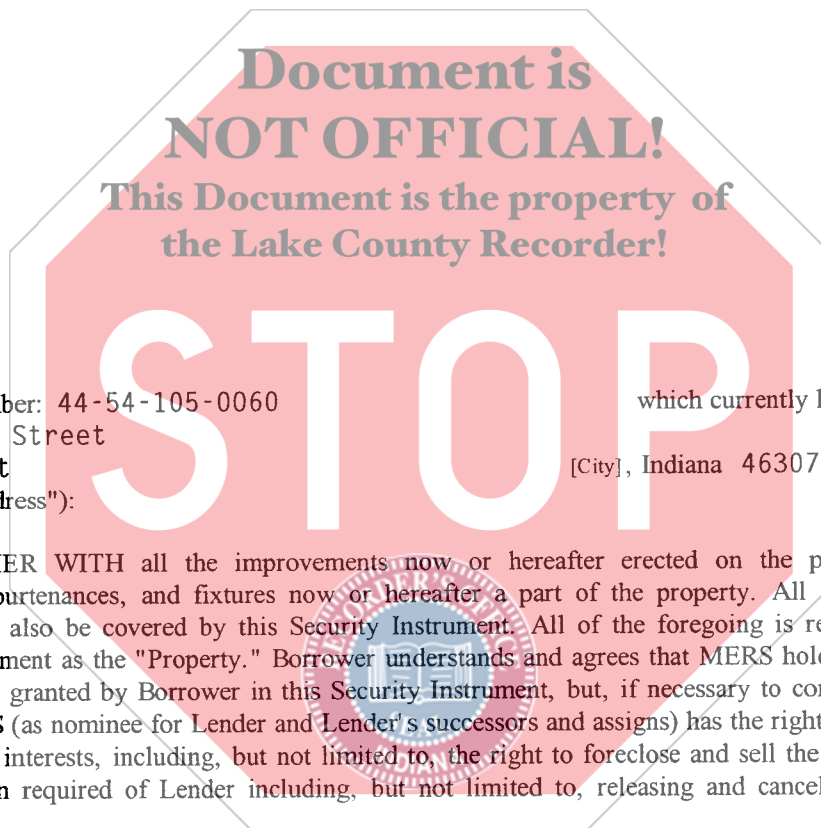 Document is
NOT OFFICIAL!
This Document is the property of
the Lake County Recorder!
STOP
ber: 44-54-105-0060 which currently
Street
t [City], Indiana 46307
dress"):
ER WITH all the improvements now or hereafter erected on the p
purtenances, and fixtures now or hereafter a part of the property. All
also be covered by this Security Instrument. All of the foregoing is re
ment as the "Property." Borrower understands and agrees that MERS hol
granted by Borrower in this Security Instrument, but, if necessary to co
S (as nominee for Lender and Lender's successors and assigns) has the right
interests, including, but not limited to, the right to foreclose and sell the
n required of Lender including, but not limited to, releasing and cancel
RECORDER'S
INDIANA